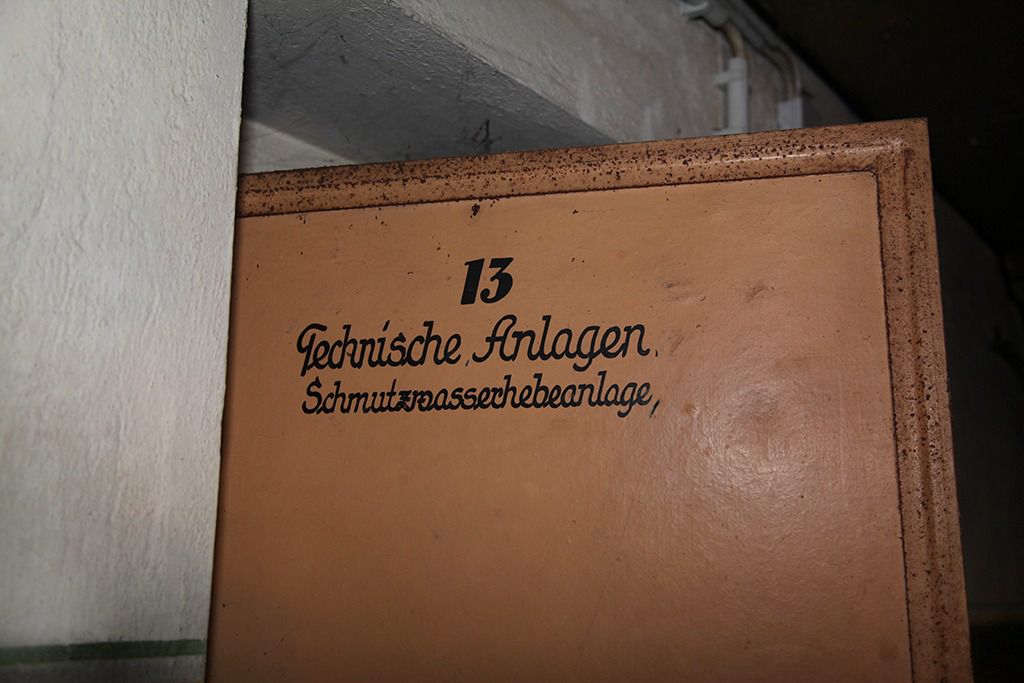 13
Technische Anlagen.
Schmutzwasserhebeanlage,